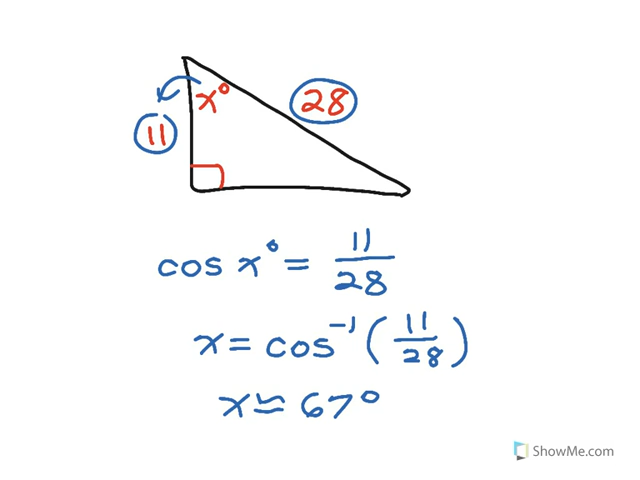 x°
28
11
cos x° = 11/28
x = cos⁻¹ (11/28)
x ≈ 67°
ShowMe.com